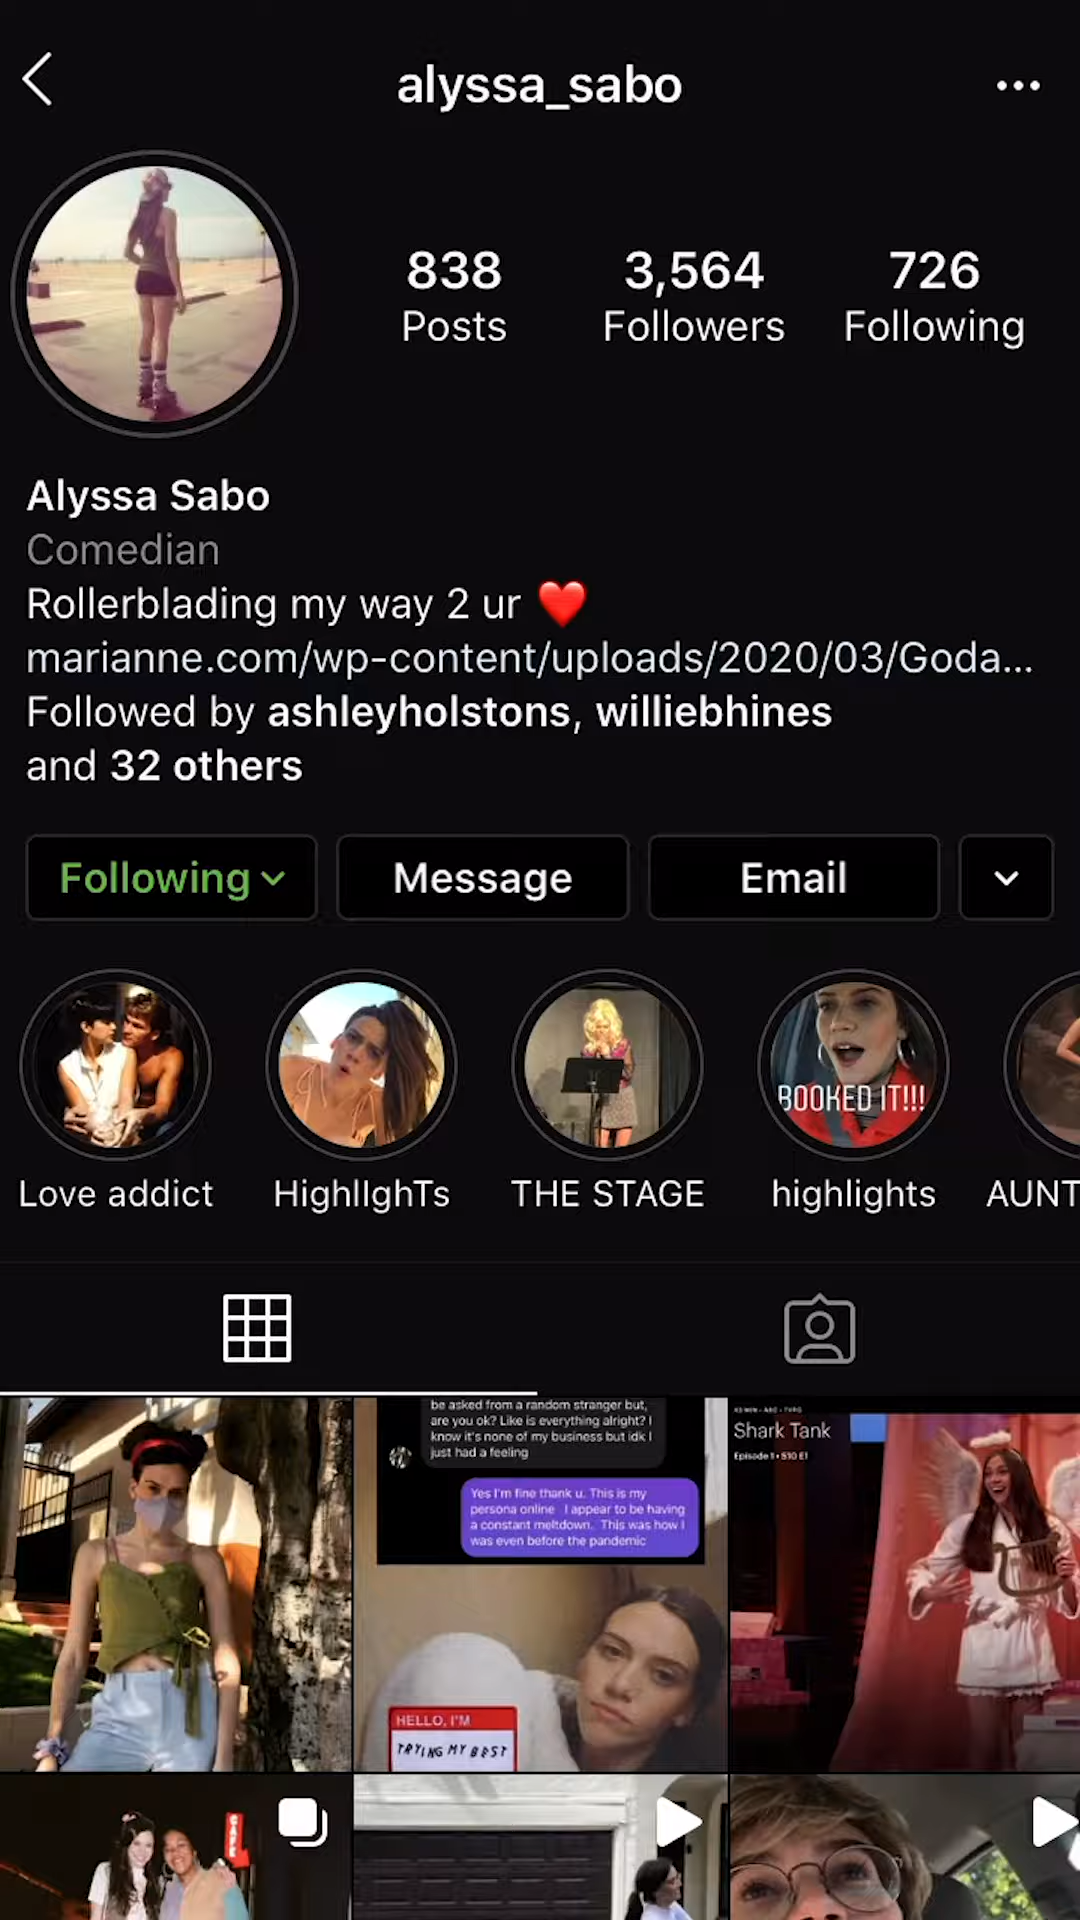 alyssa_sabo
838
Posts
3,564
Followers
726
Following
Alyssa Sabo
Comedian
Rollerblading my way 2 ur ❤️
marianne.com/wp-content/uploads/2020/03/Goda...
Followed by ashleyholstons, williebhines
and 32 others
Following
Message
Email
BOOKED IT!!!
Love addict
HighlIghTs
THE STAGE
highlights
AUNT
be asked from a random stranger but,
are you ok? Like is everything alright? I
know it's none of my business but idk I
just had a feeling
Yes I'm fine thank u. This is my
persona online I appear to be having
a constant meltdown. This was how I
was even before the pandemic
HELLO, I'M
TRYING MY BEST
Shark Tank
Episode 1 • S10 E1
CAFE